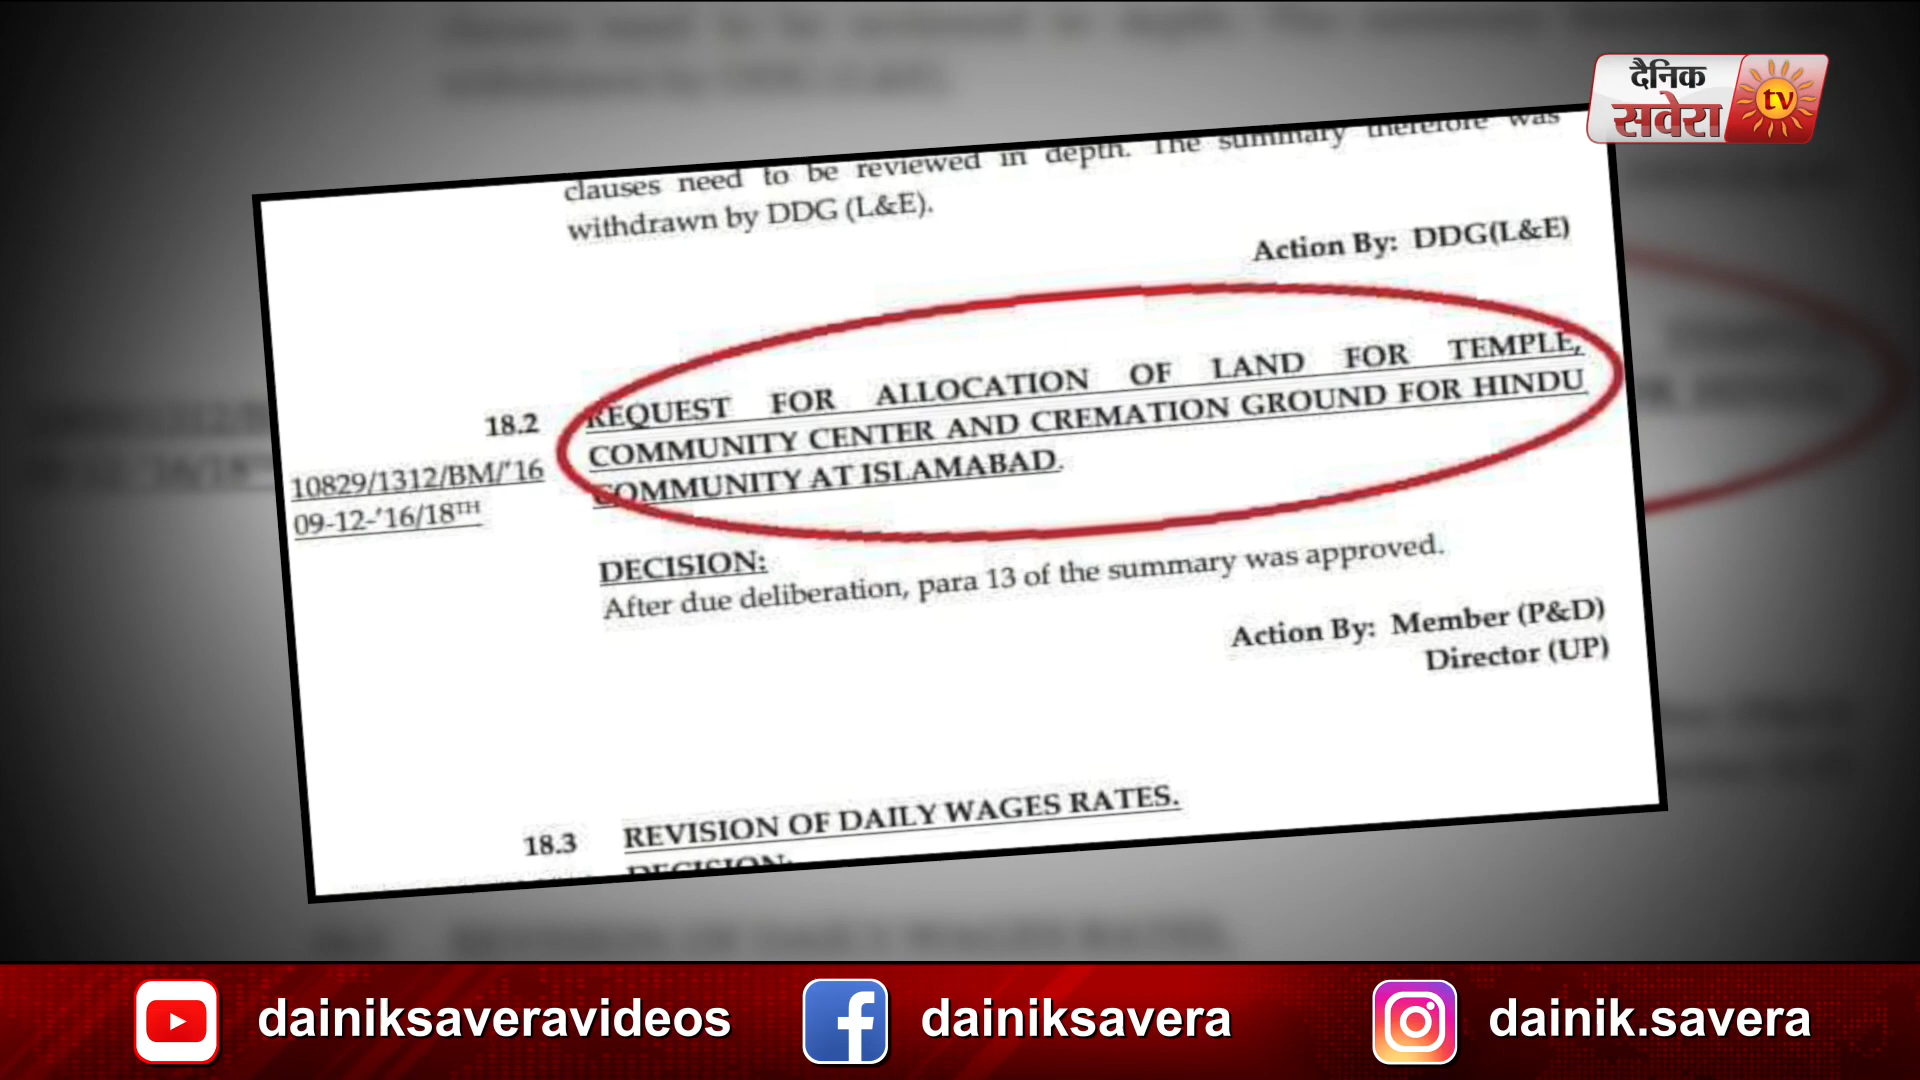 दैनिक
सवेरा
tv
clauses need to be reviewed in depth. The summary therefore was
withdrawn by DDG (L&E).
Action By: DDG(L&E)
18.2
REQUEST FOR ALLOCATION OF LAND FOR TEMPLE,
COMMUNITY CENTER AND CREMATION GROUND FOR HINDU
COMMUNITY AT ISLAMABAD.
10829/1312/BM/'16
09-12-'16/18TH
DECISION:
After due deliberation, para 13 of the summary was approved.
Action By: Member (P&D)
Director (UP)
18.3 REVISION OF DAILY WAGES RATES.
DECISION:
dainiksaveravideos
dainiksavera
dainik.savera